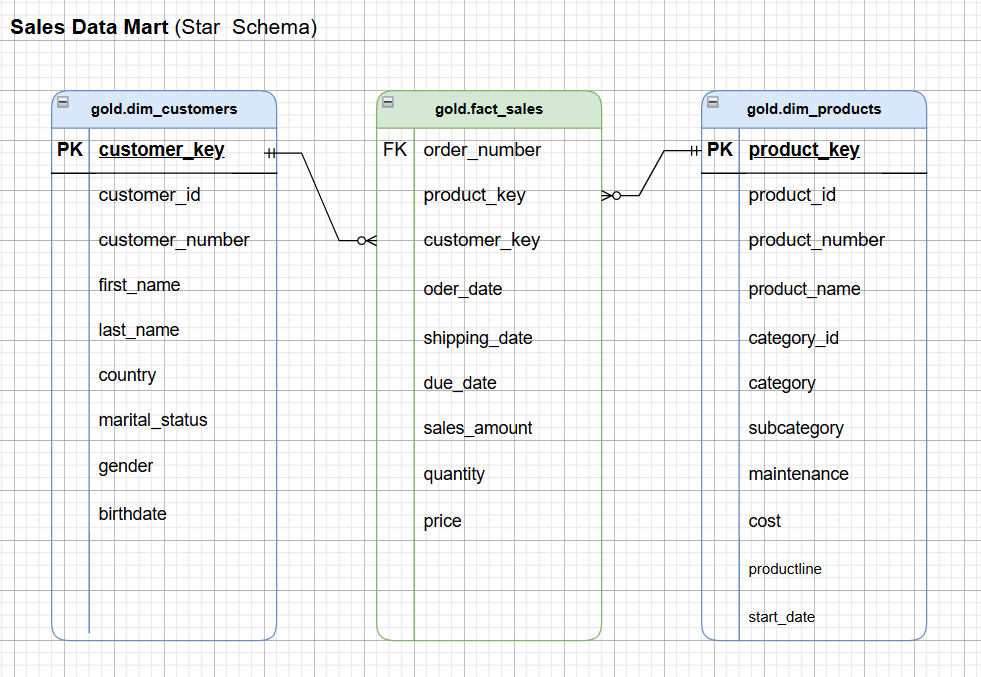 Sales Data Mart (Star Schema)
gold.dim_customers
PK customer_key
customer_id
customer_number
first_name
last_name
country
marital_status
gender
birthdate
gold.fact_sales
FK order_number
product_key
customer_key
oder_date
shipping_date
due_date
sales_amount
quantity
price
gold.dim_products
PK product_key
product_id
product_number
product_name
category_id
category
subcategory
maintenance
cost
productline
start_date